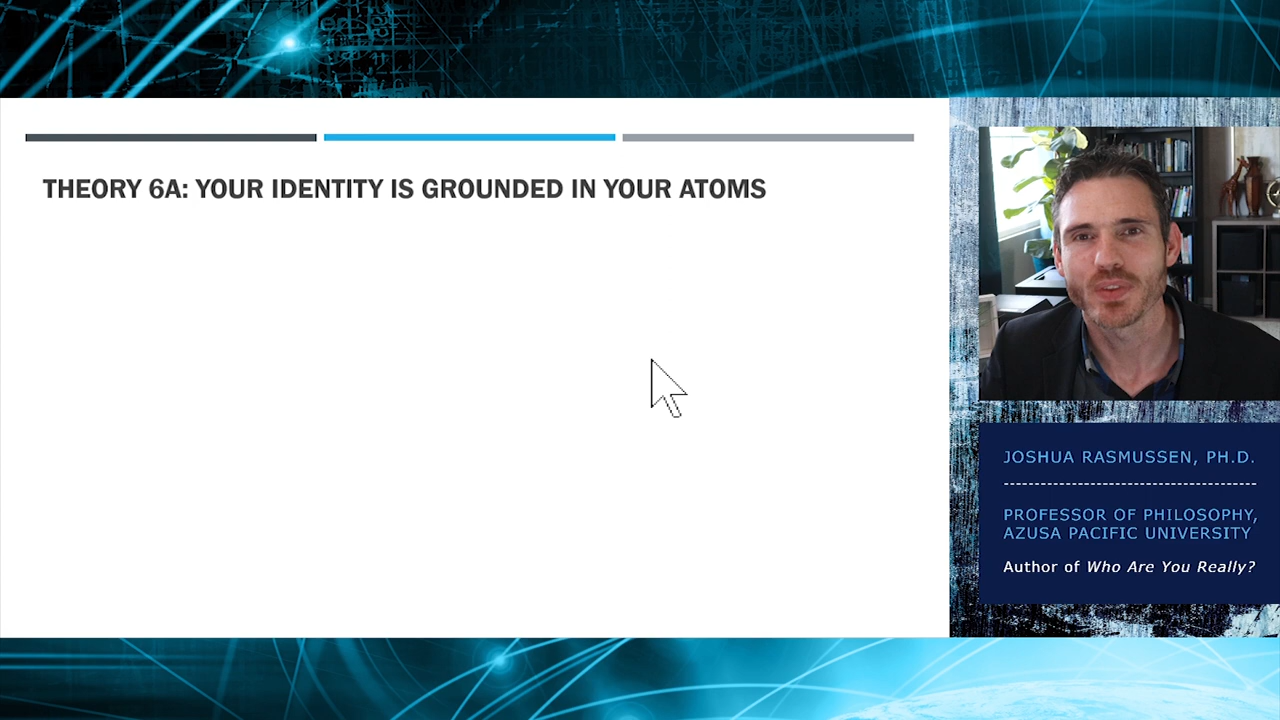 THEORY 6A: YOUR IDENTITY IS GROUNDED IN YOUR ATOMS
JOSHUA RASMUSSEN, PH.D.
PROFESSOR OF PHILOSOPHY,
AZUSA PACIFIC UNIVERSITY
Author of Who Are You Really?